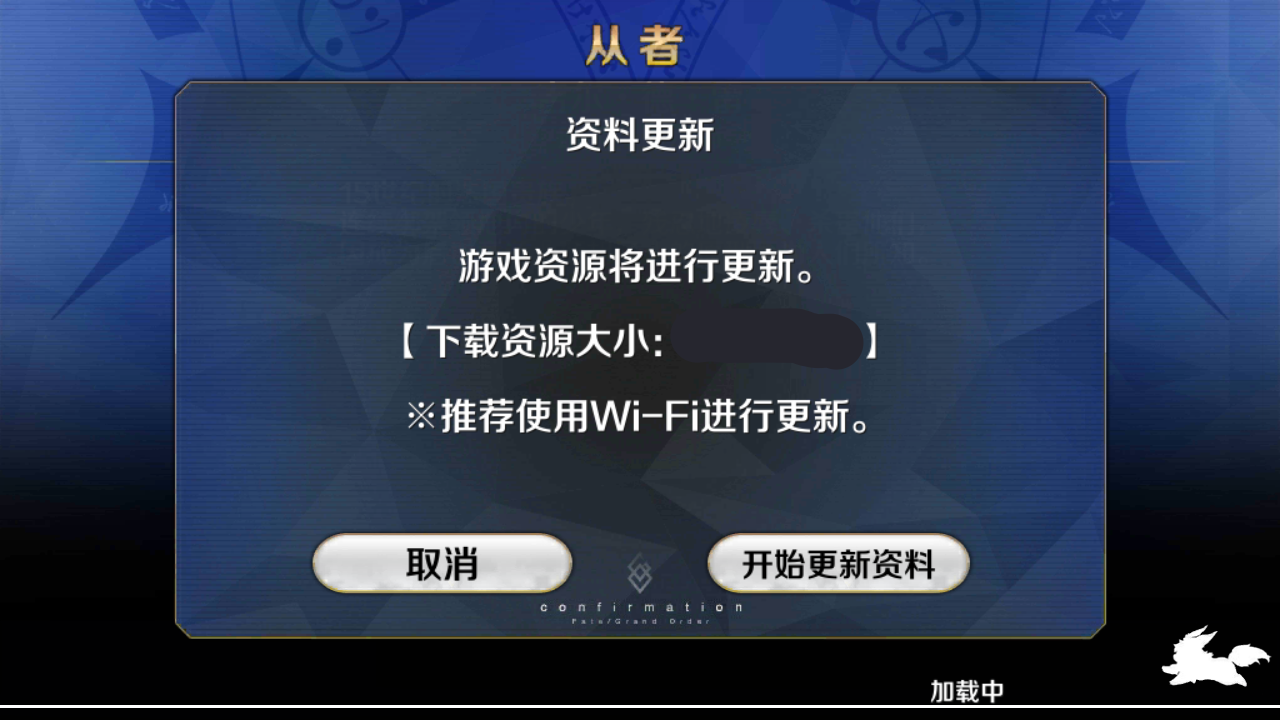 从者
资料更新
游戏资源将进行更新。
【下载资源大小: 】
※推荐使用Wi-Fi进行更新。
取消
开始更新资料
confirmation
Fate/Grand Order
加载中